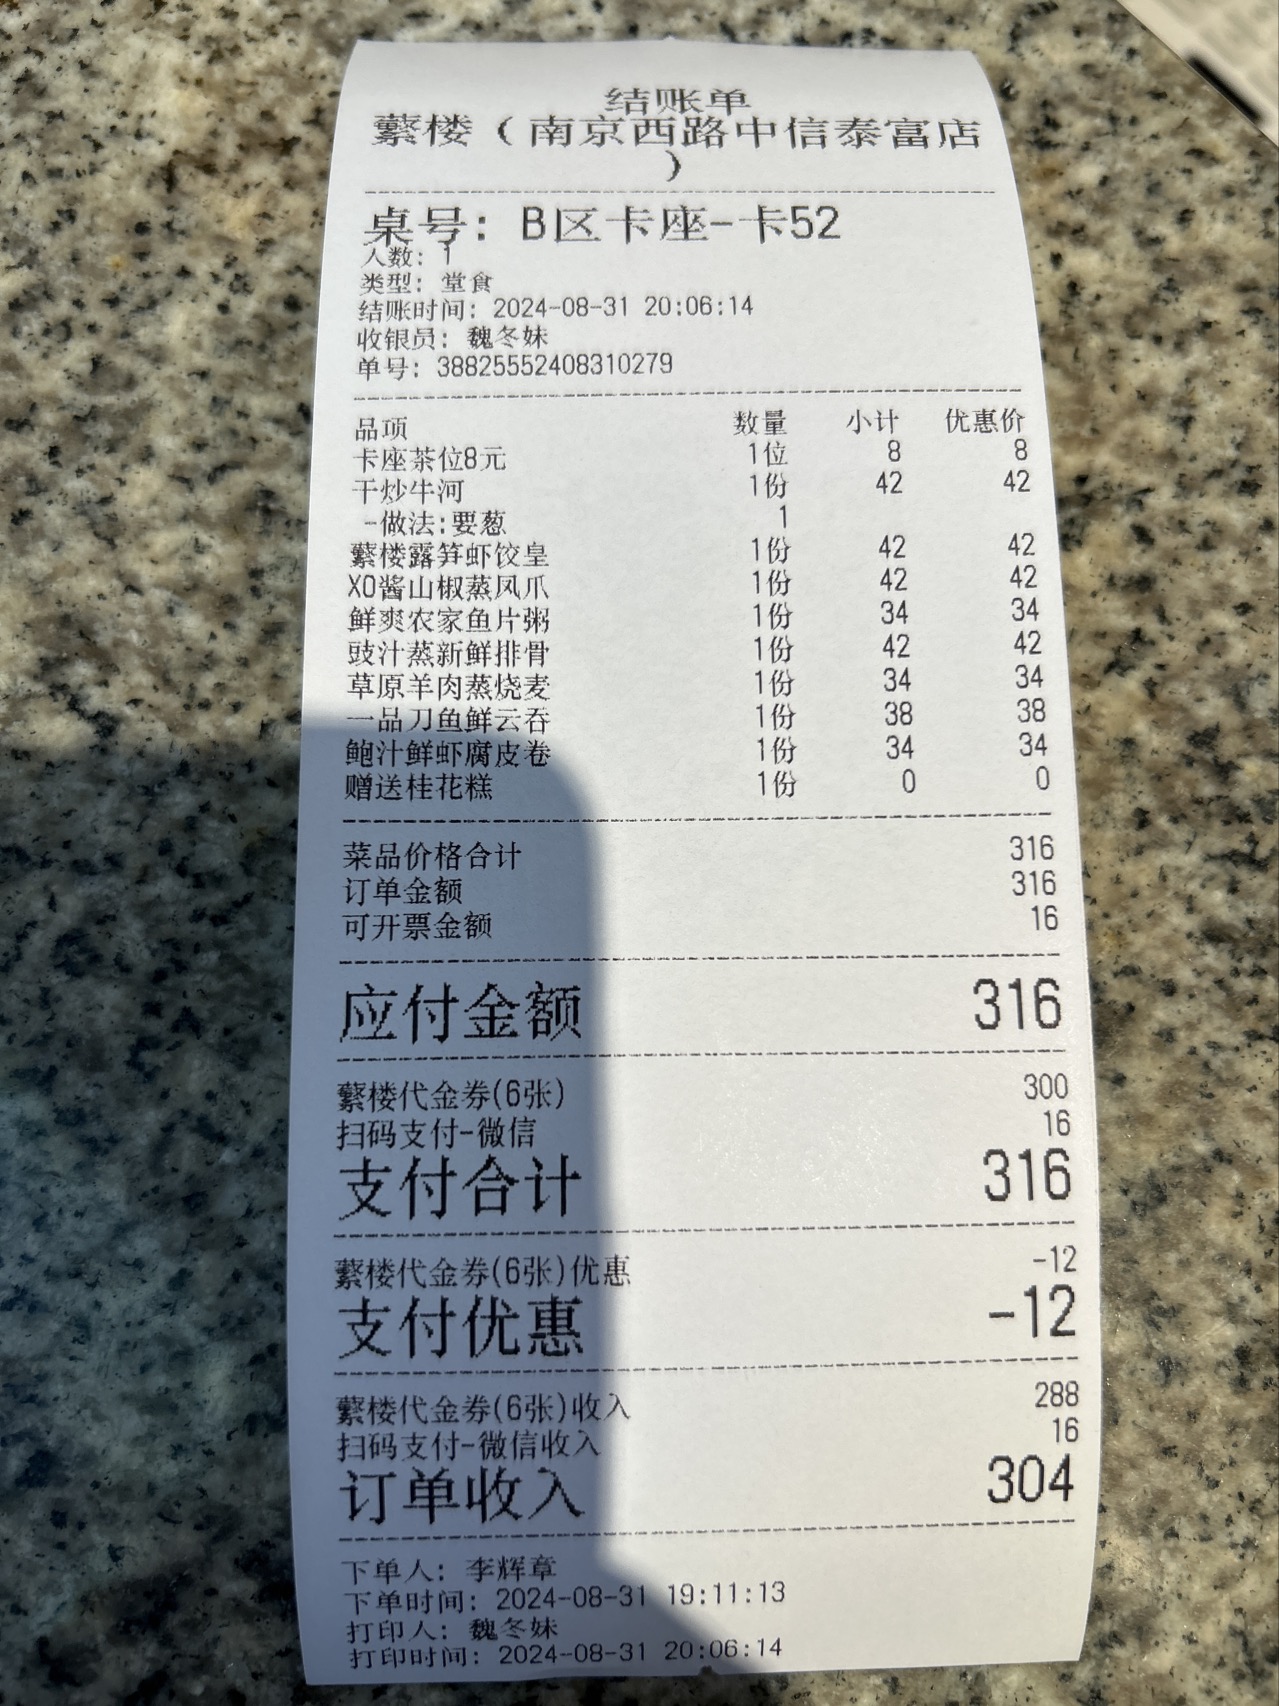 结账单
蘩楼（南京西路中信泰富店
）
桌号：B区卡座-卡52
人数：1
类型：堂食
结账时间：2024-08-31 20:06:14
收银员：魏冬妹
单号：38825552408310279
品项 数量 小计 优惠价
卡座茶位8元 1位 8 8
干炒牛河 1份 42 42
-做法:要葱 1
蘩楼露笋虾饺皇 1份 42 42
XO酱山椒蒸凤爪 1份 42 42
鲜爽农家鱼片粥 1份 34 34
豉汁蒸新鲜排骨 1份 42 42
草原羊肉蒸烧麦 1份 34 34
一品刀鱼鲜云吞 1份 38 38
鲍汁鲜虾腐皮卷 1份 34 34
赠送桂花糕 1份 0 0
菜品价格合计 316
订单金额 316
可开票金额 16
应付金额 316
蘩楼代金券(6张) 300
扫码支付-微信 16
支付合计 316
蘩楼代金券(6张)优惠 -12
支付优惠 -12
蘩楼代金券(6张)收入 288
扫码支付-微信收入 16
订单收入 304
下单人：李辉章
下单时间：2024-08-31 19:11:13
打印人：魏冬妹
打印时间：2024-08-31 20:06:14